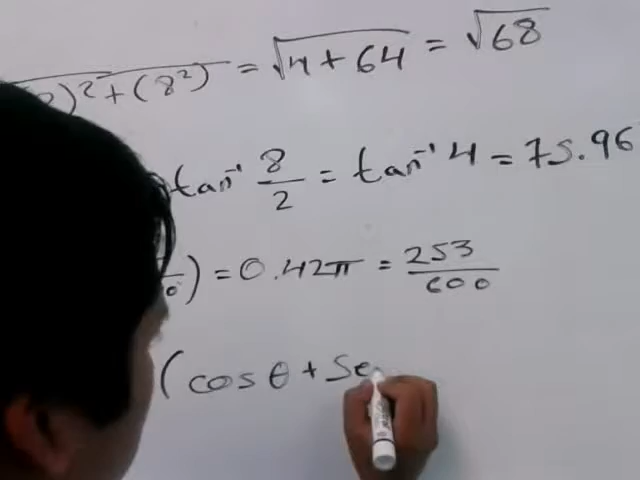 )² + (8²) = √4 + 64 = √68
tan⁻¹ 8/2 = tan⁻¹ 4 = 75.96
) = 0.42π = 253/600
(cos θ + Se